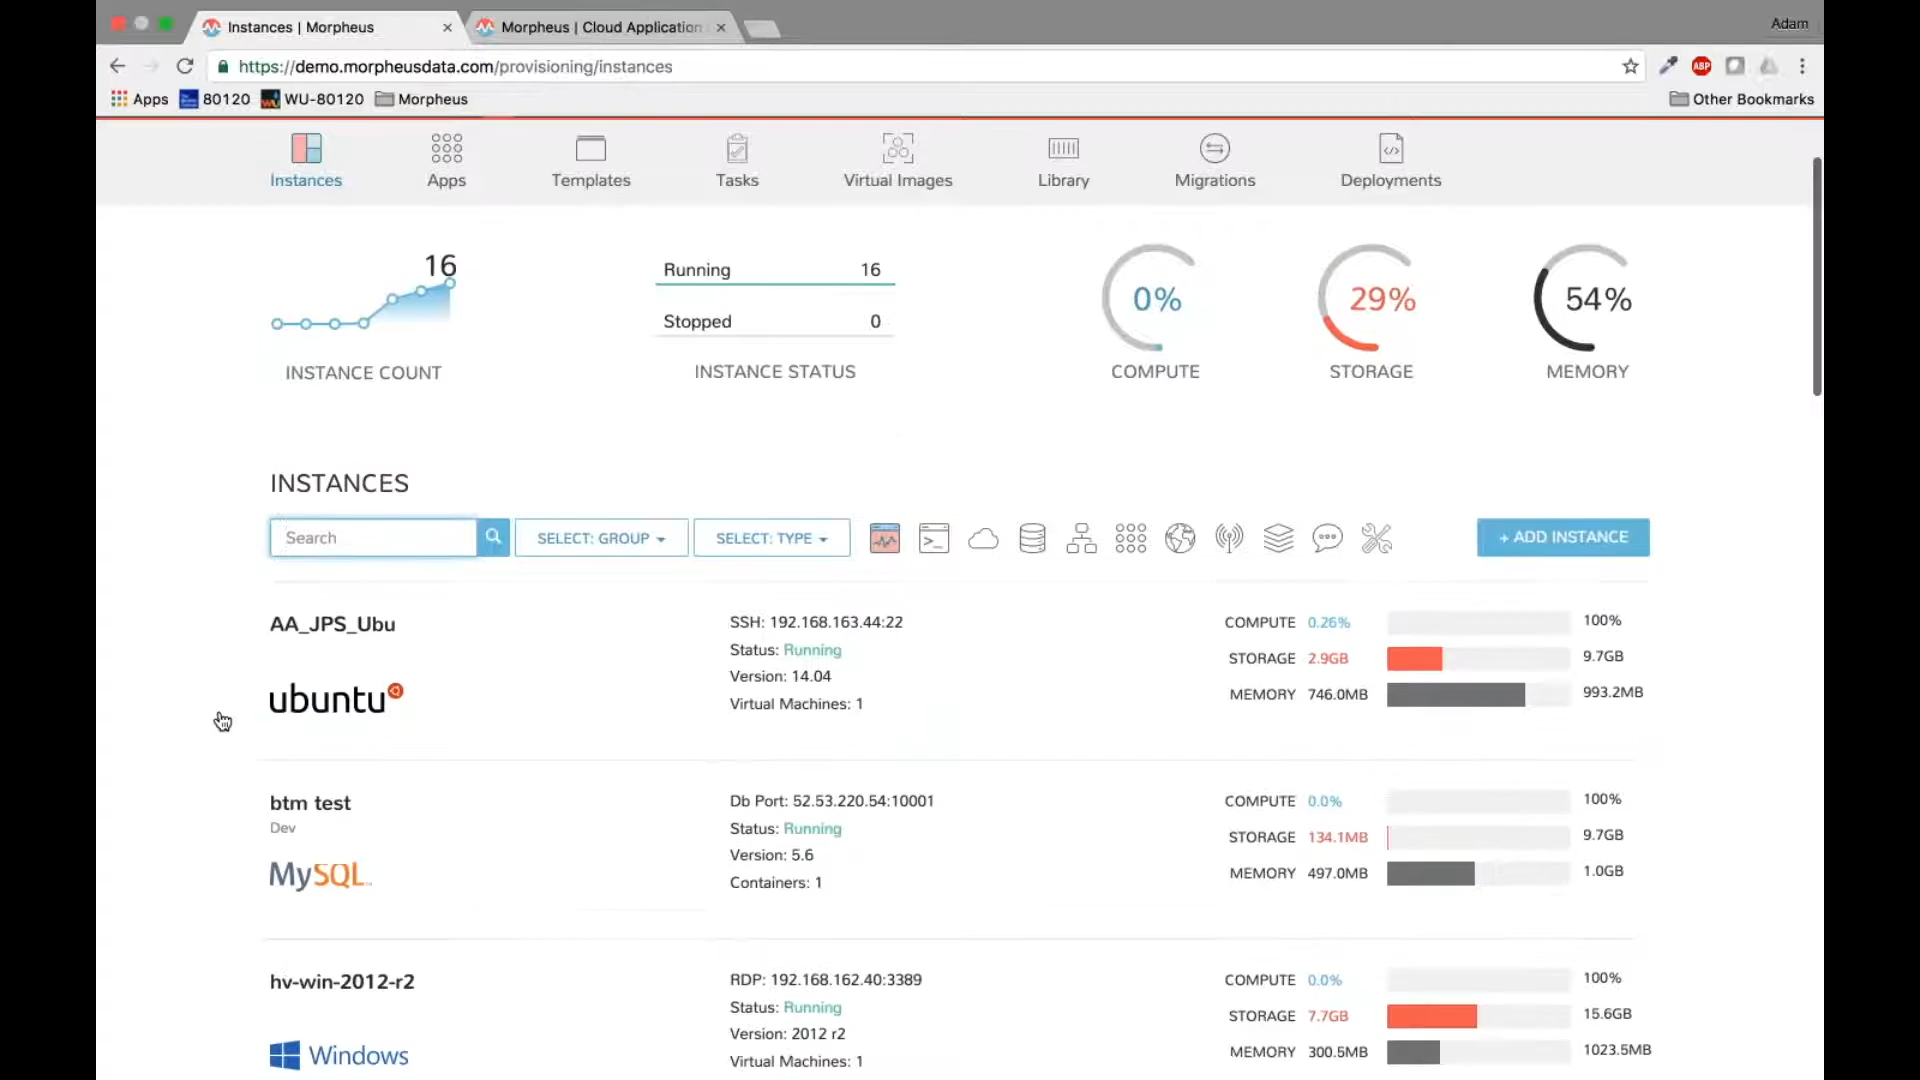 Instances | Morpheus
Morpheus | Cloud Application
Adam
https://demo.morpheusdata.com/provisioning/instances
ABP
Apps
80120
WU-80120
Morpheus
Other Bookmarks
Instances
Apps
Templates
Tasks
Virtual Images
Library
Migrations
Deployments
16
INSTANCE COUNT
Running 16
Stopped 0
INSTANCE STATUS
0%
COMPUTE
29%
STORAGE
54%
MEMORY
INSTANCES
Search
SELECT: GROUP
SELECT: TYPE
+ ADD INSTANCE
AA_JPS_Ubu
ubuntu
SSH: 192.168.163.44:22
Status: Running
Version: 14.04
Virtual Machines: 1
COMPUTE 0.26% 100%
STORAGE 2.9GB 9.7GB
MEMORY 746.0MB 993.2MB
btm test
Dev
MySQL
Db Port: 52.53.220.54:10001
Status: Running
Version: 5.6
Containers: 1
COMPUTE 0.0% 100%
STORAGE 134.1MB 9.7GB
MEMORY 497.0MB 1.0GB
hv-win-2012-r2
Windows
RDP: 192.168.162.40:3389
Status: Running
Version: 2012 r2
Virtual Machines: 1
COMPUTE 0.0% 100%
STORAGE 7.7GB 15.6GB
MEMORY 300.5MB 1023.5MB